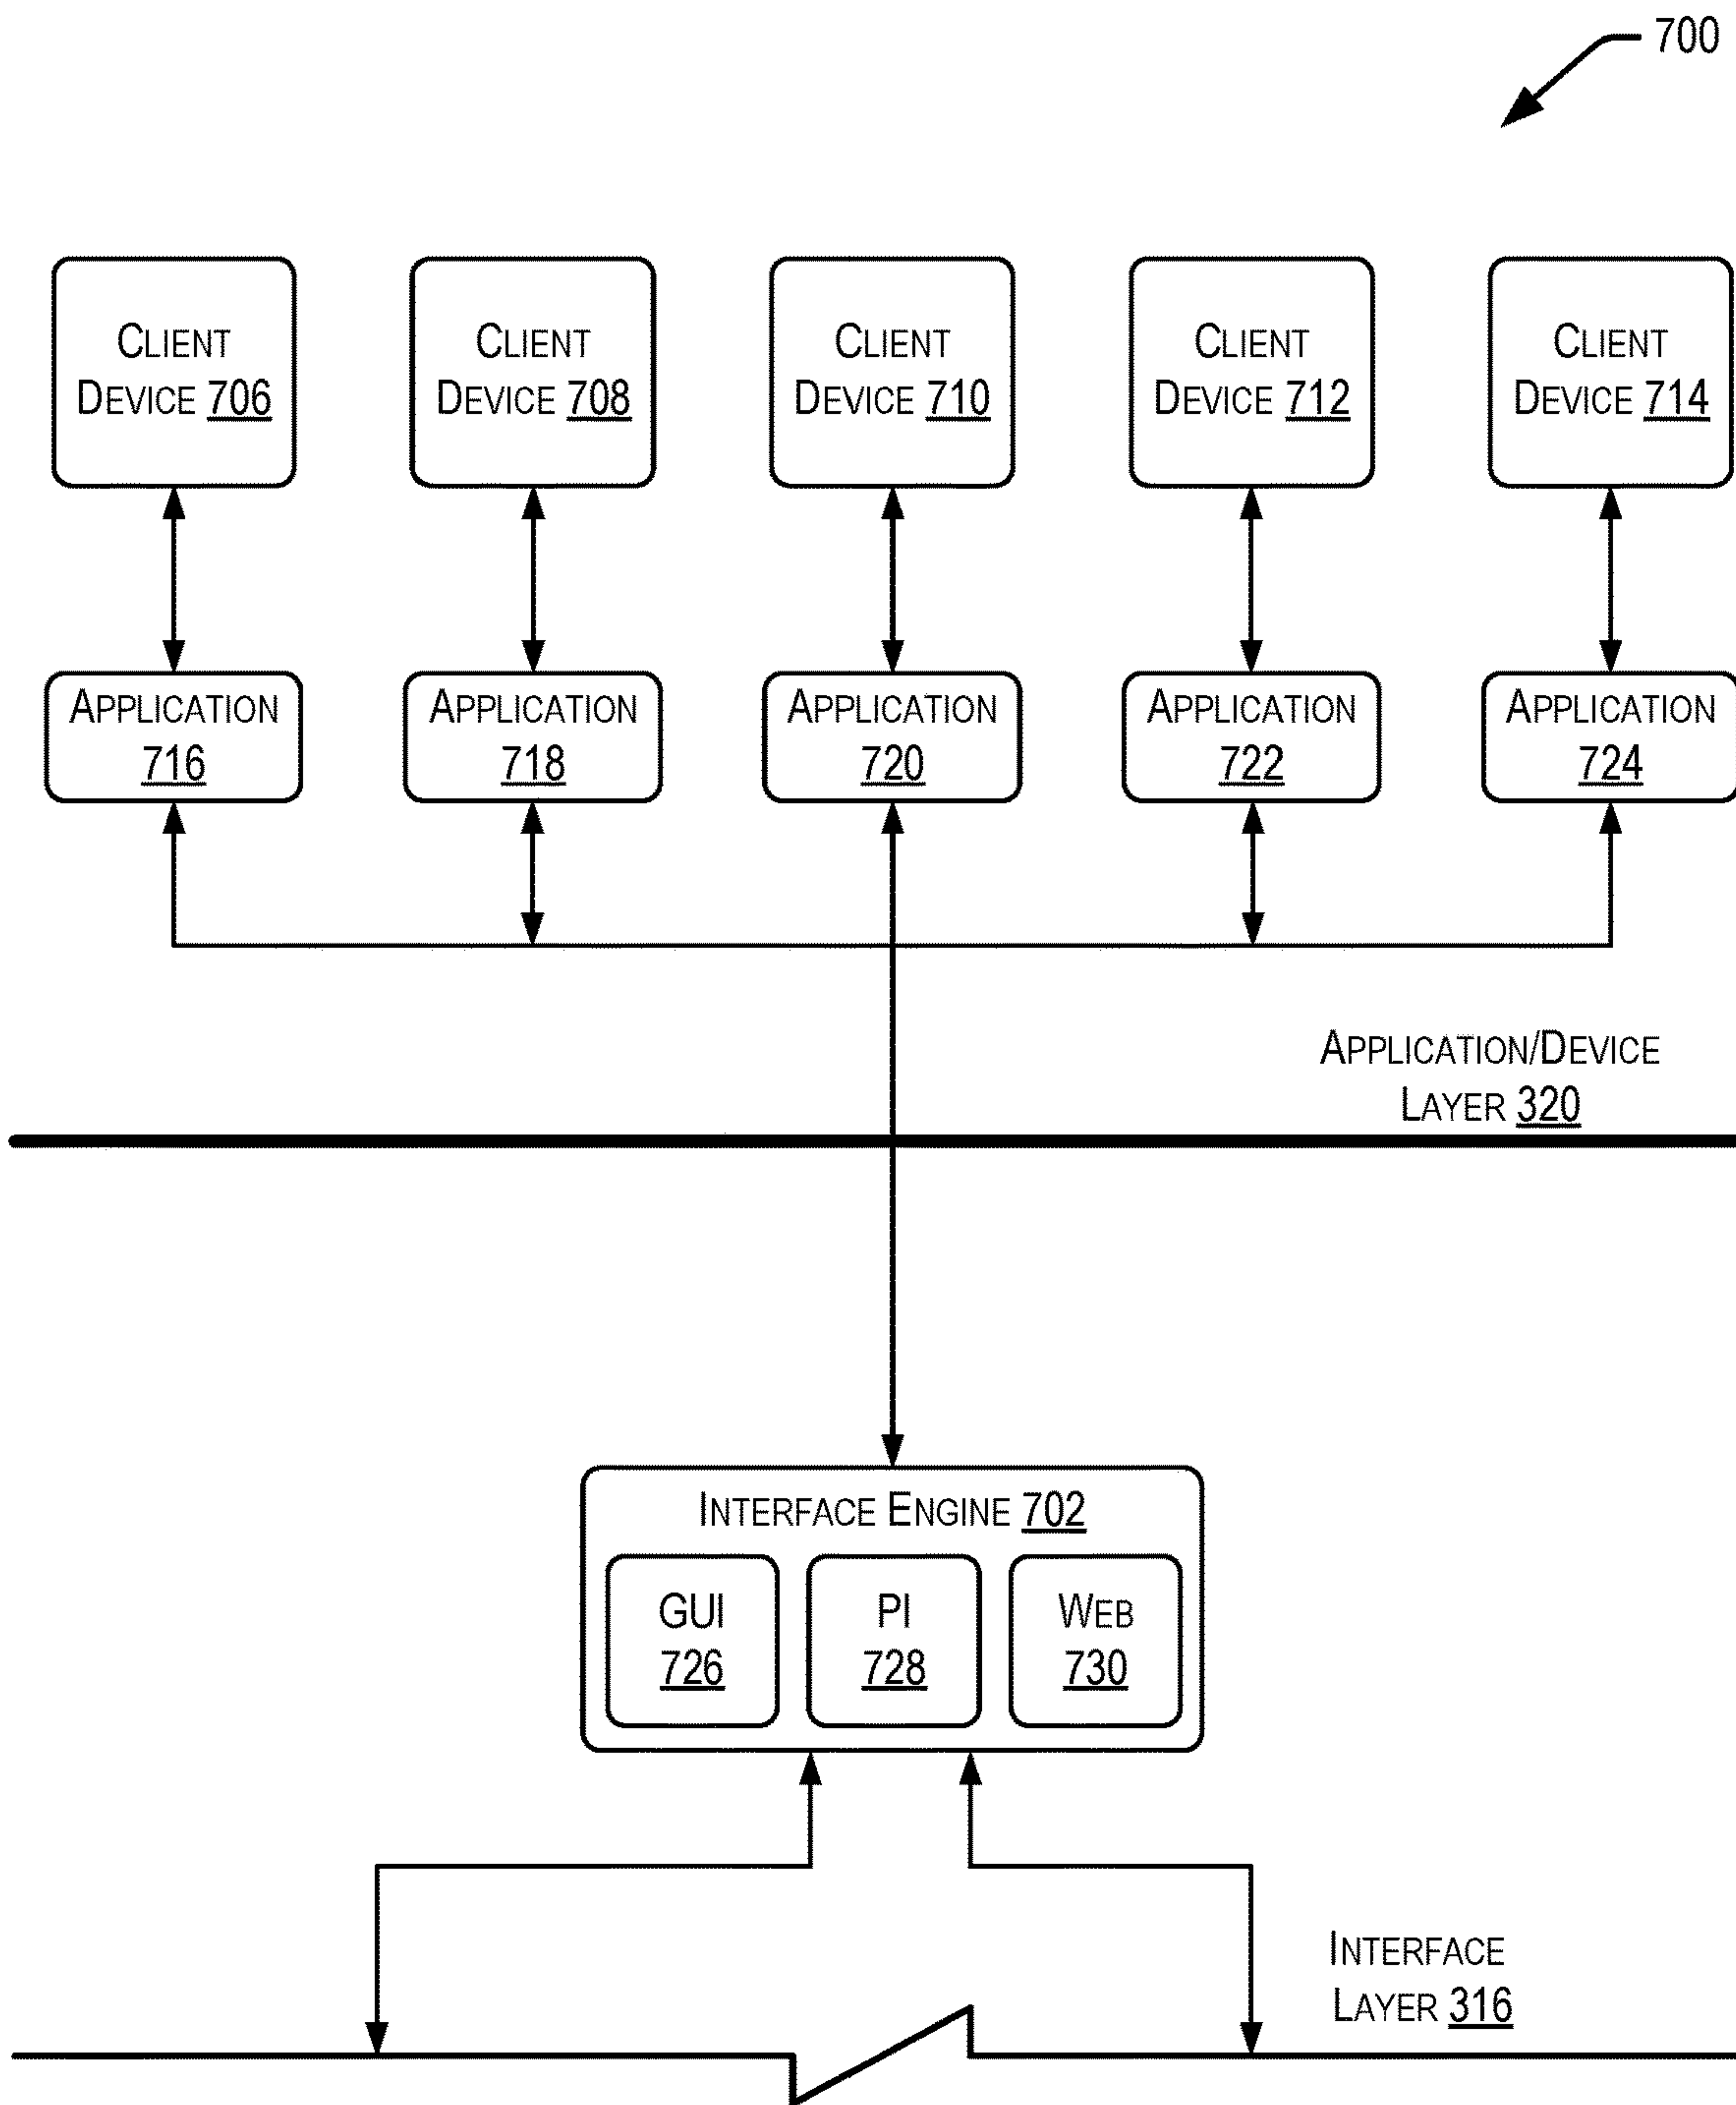 700
CLIENT
DEVICE 706
CLIENT
DEVICE 708
CLIENT
DEVICE 710
CLIENT
DEVICE 712
CLIENT
DEVICE 714
APPLICATION
716
APPLICATION
718
APPLICATION
720
APPLICATION
722
APPLICATION
724
APPLICATION/DEVICE
LAYER 320
INTERFACE ENGINE 702
GUI
726
PI
728
WEB
730
INTERFACE
LAYER 316